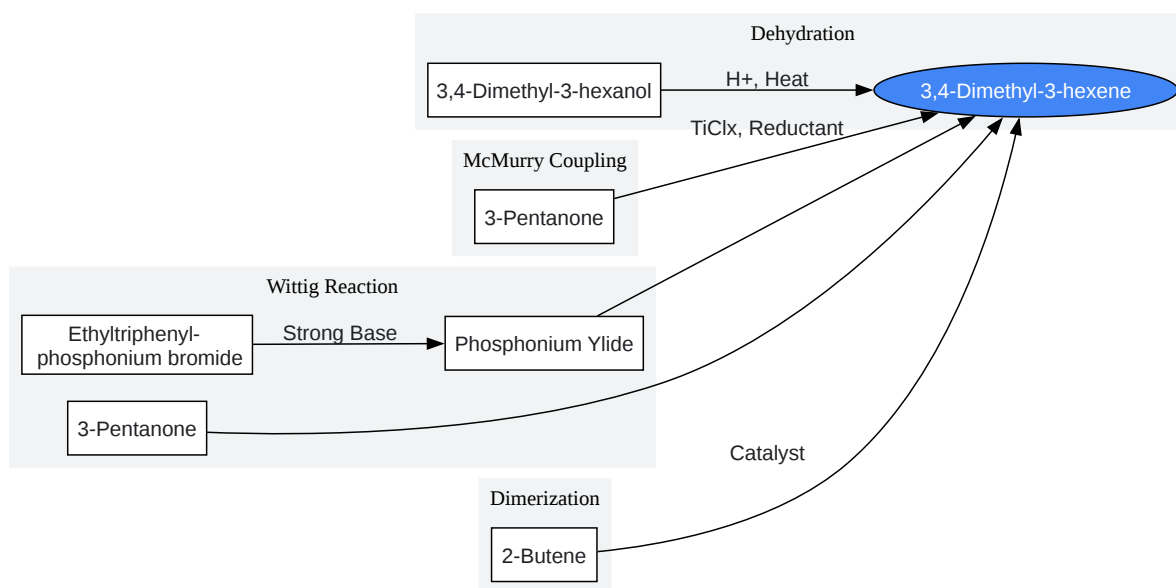 Dehydration
3,4-Dimethyl-3-hexanol
H+, Heat
3,4-Dimethyl-3-hexene
TiClx, Reductant
McMurry Coupling
3-Pentanone
Wittig Reaction
Ethyltriphenyl-
phosphonium bromide
Strong Base
Phosphonium Ylide
3-Pentanone
Catalyst
Dimerization
2-Butene